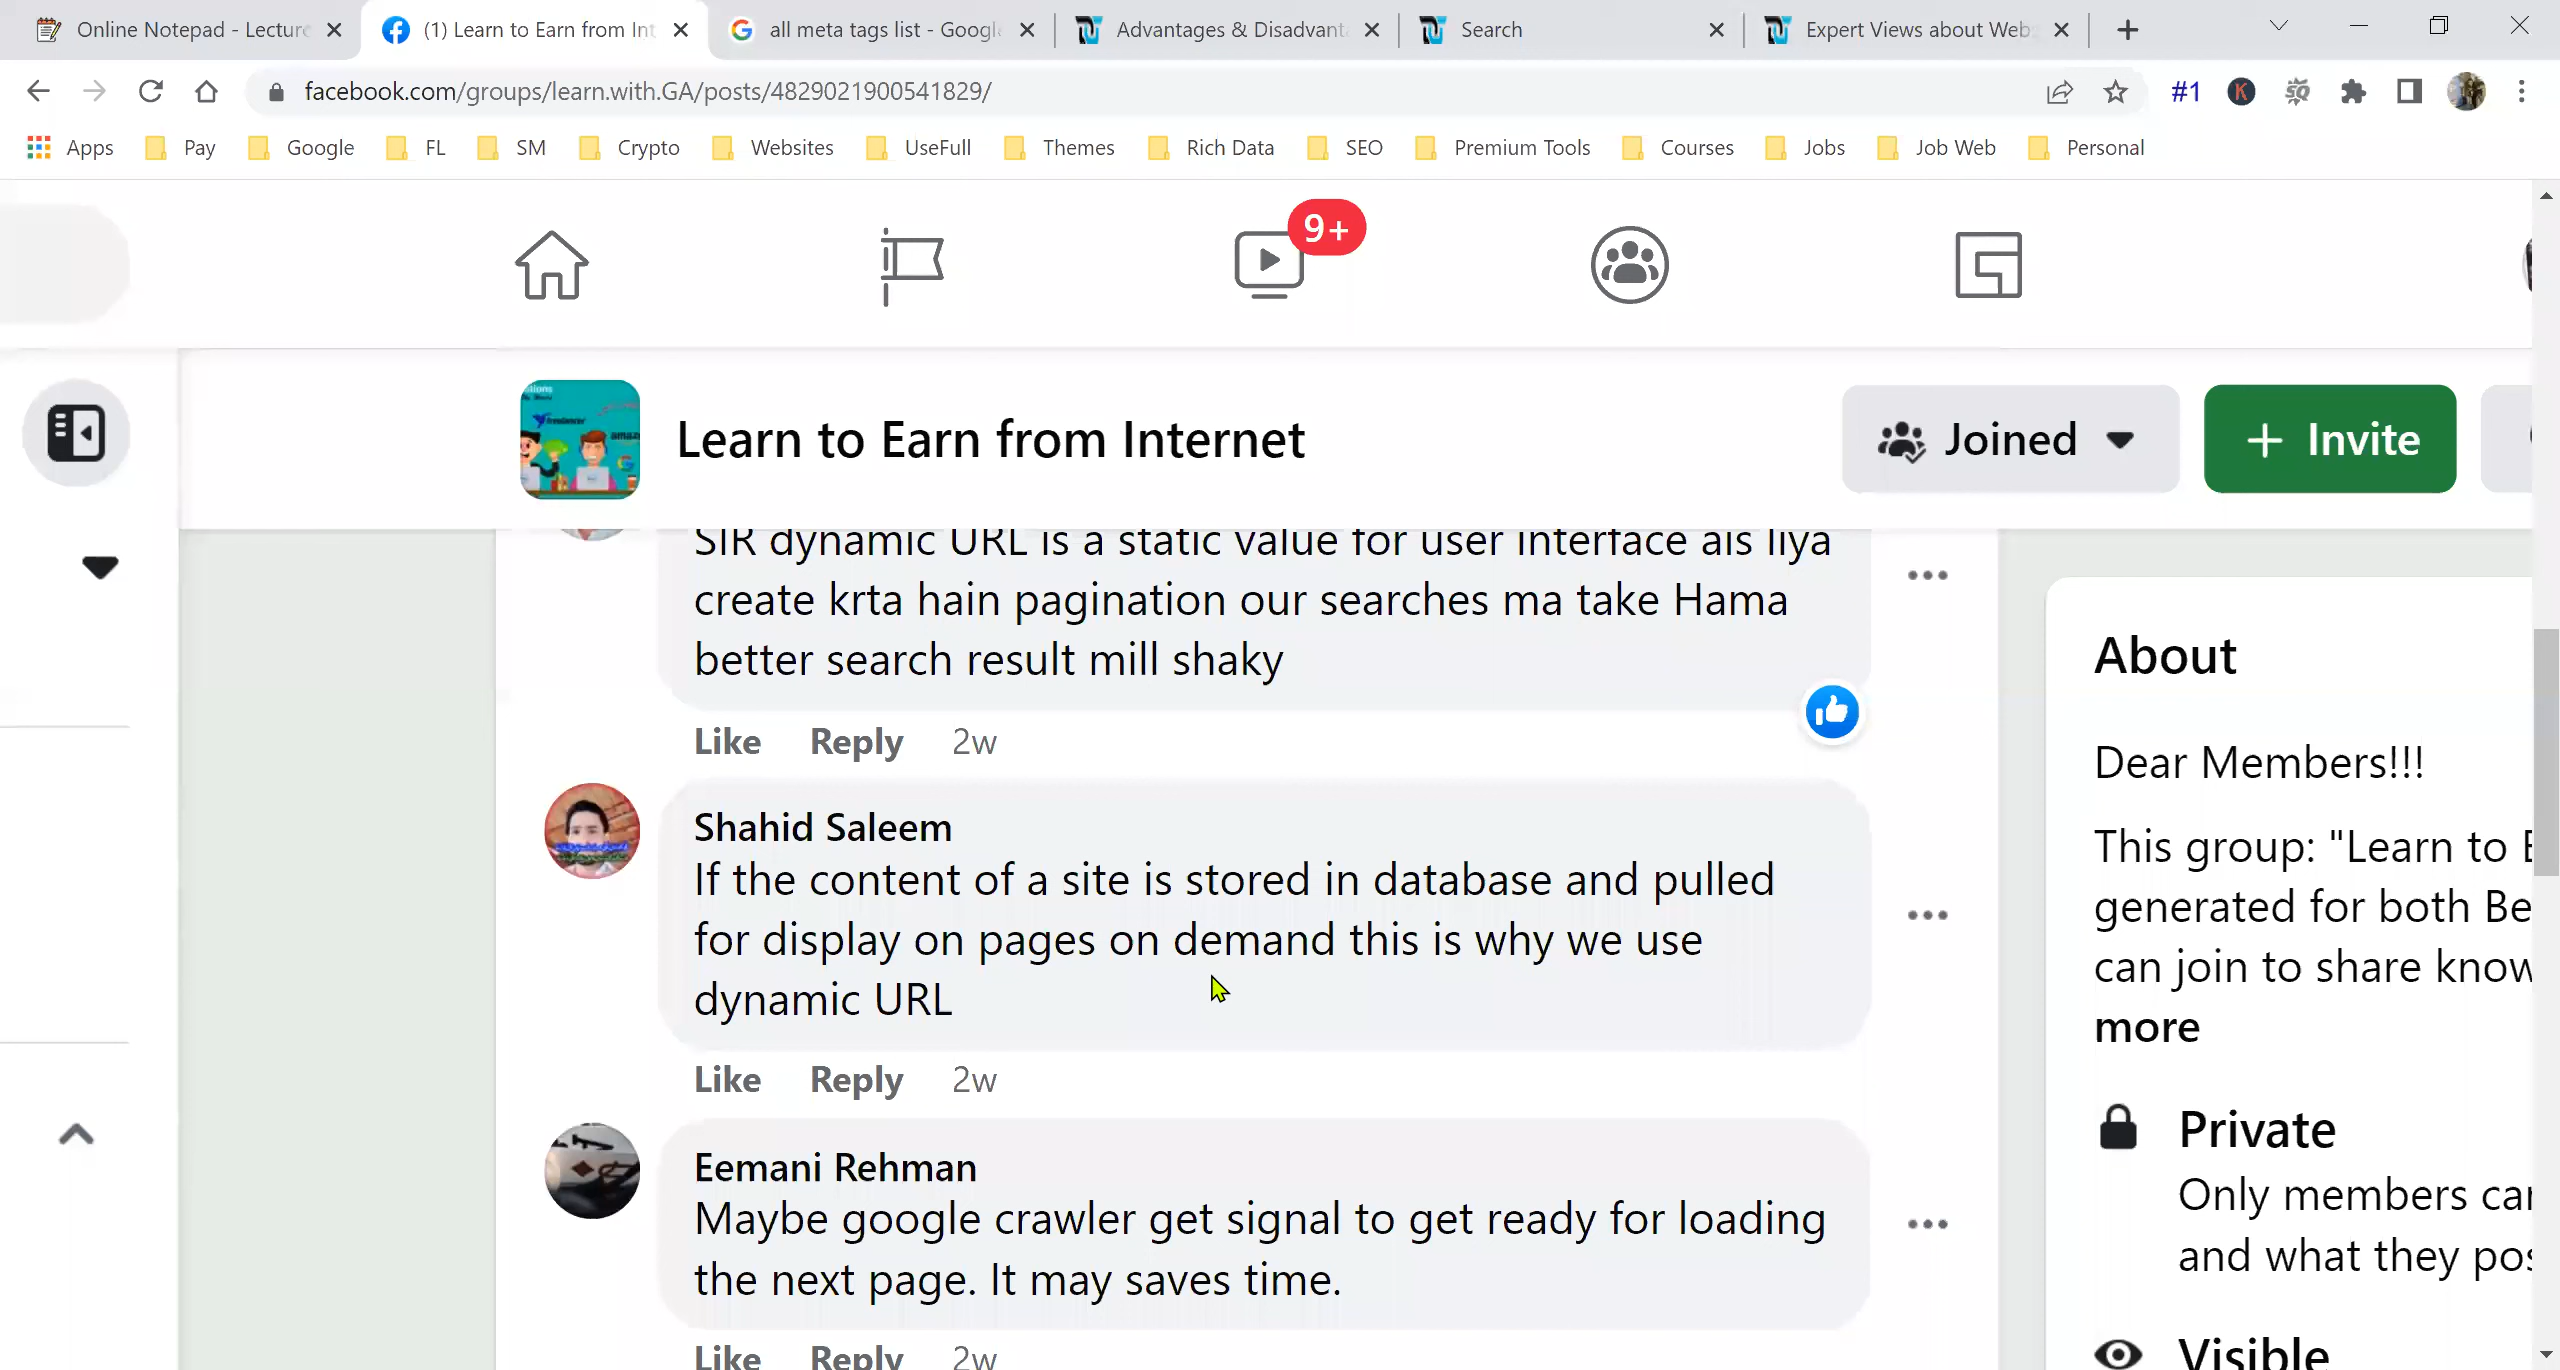 Online Notepad - Lectur
(1) Learn to Earn from Int
all meta tags list - Googl
Advantages & Disadvant
Search
Expert Views about Web
facebook.com/groups/learn.with.GA/posts/4829021900541829/
#1
Apps
Pay
Google
FL
SM
Crypto
Websites
UseFull
Themes
Rich Data
SEO
Premium Tools
Courses
Jobs
Job Web
Personal
9+
Learn to Earn from Internet
Joined
+ Invite
SIR dynamic URL is a static value for user interface ais liya
create krta hain pagination our searches ma take Hama
better search result mill shaky
Like Reply 2w
Shahid Saleem
If the content of a site is stored in database and pulled
for display on pages on demand this is why we use
dynamic URL
Like Reply 2w
Eemani Rehman
Maybe google crawler get signal to get ready for loading
the next page. It may saves time.
Like Reply 2w
About
Dear Members!!!
This group: "Learn to
generated for both Be
can join to share know
more
Private
Only members can
and what they pos
Visible